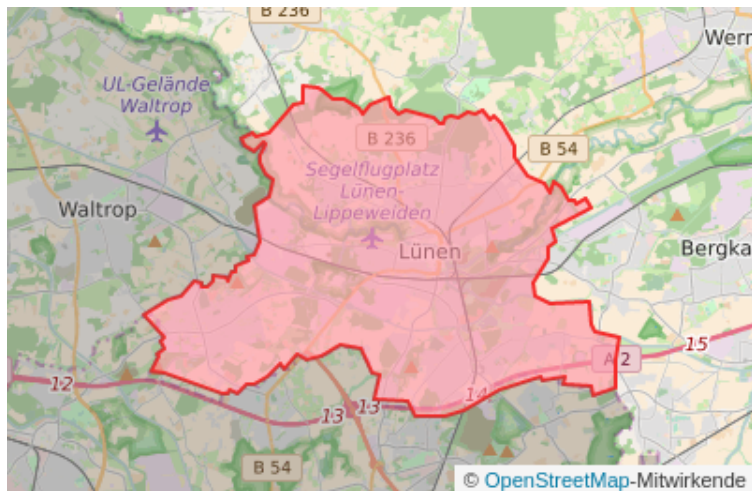 B 236
Wern
UL-Gelände
Waltrop
B 236
B 54
Segelflugplatz
Lünen-
Lippeweiden
Waltrop
Lünen
Bergka
15
A 2
12
14
13
13
B 54
© OpenStreetMap-Mitwirkende